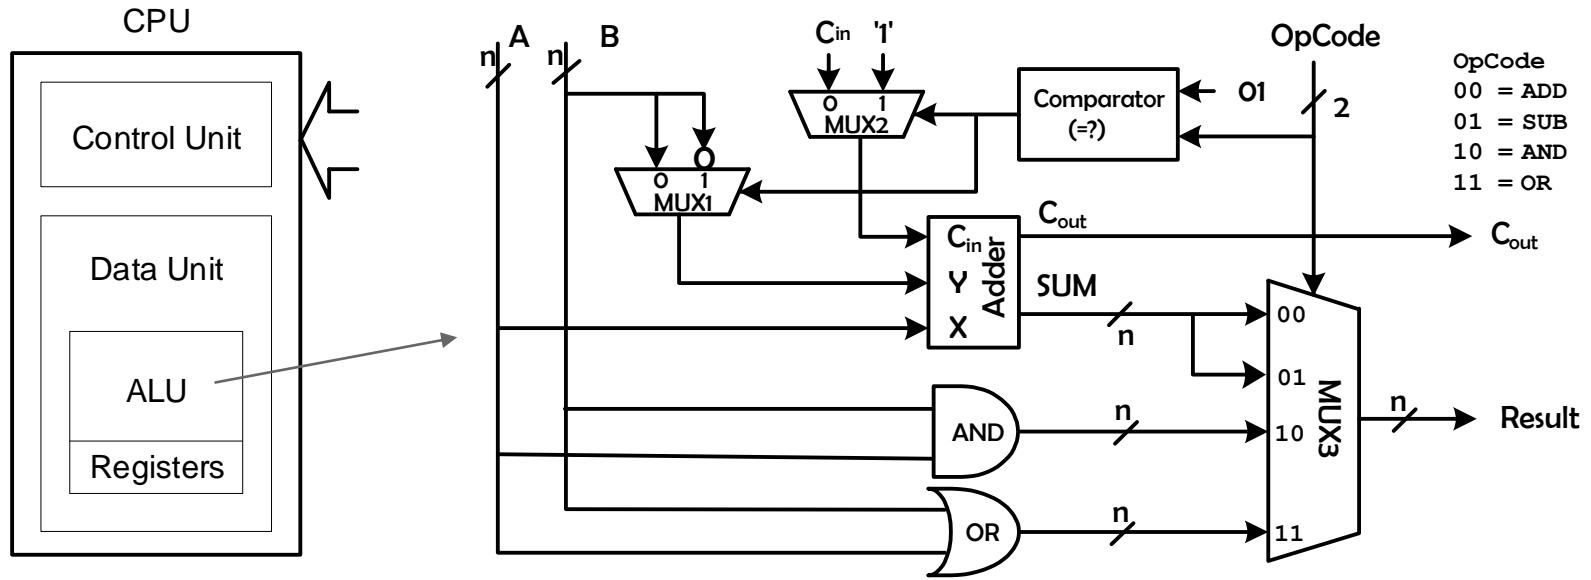 CPU
Control Unit
Data Unit
ALU
Registers
A
B
n
n
Cin '1'
0 1
MUX2
Comparator
(=?)
01
OpCode
2
OpCode
00 = ADD
01 = SUB
10 = AND
11 = OR
0 1
MUX1
Cin
Y
X
Adder
Cout
Cout
SUM
n
00
01
10
11
MUX3
AND
n
OR
n
n
Result